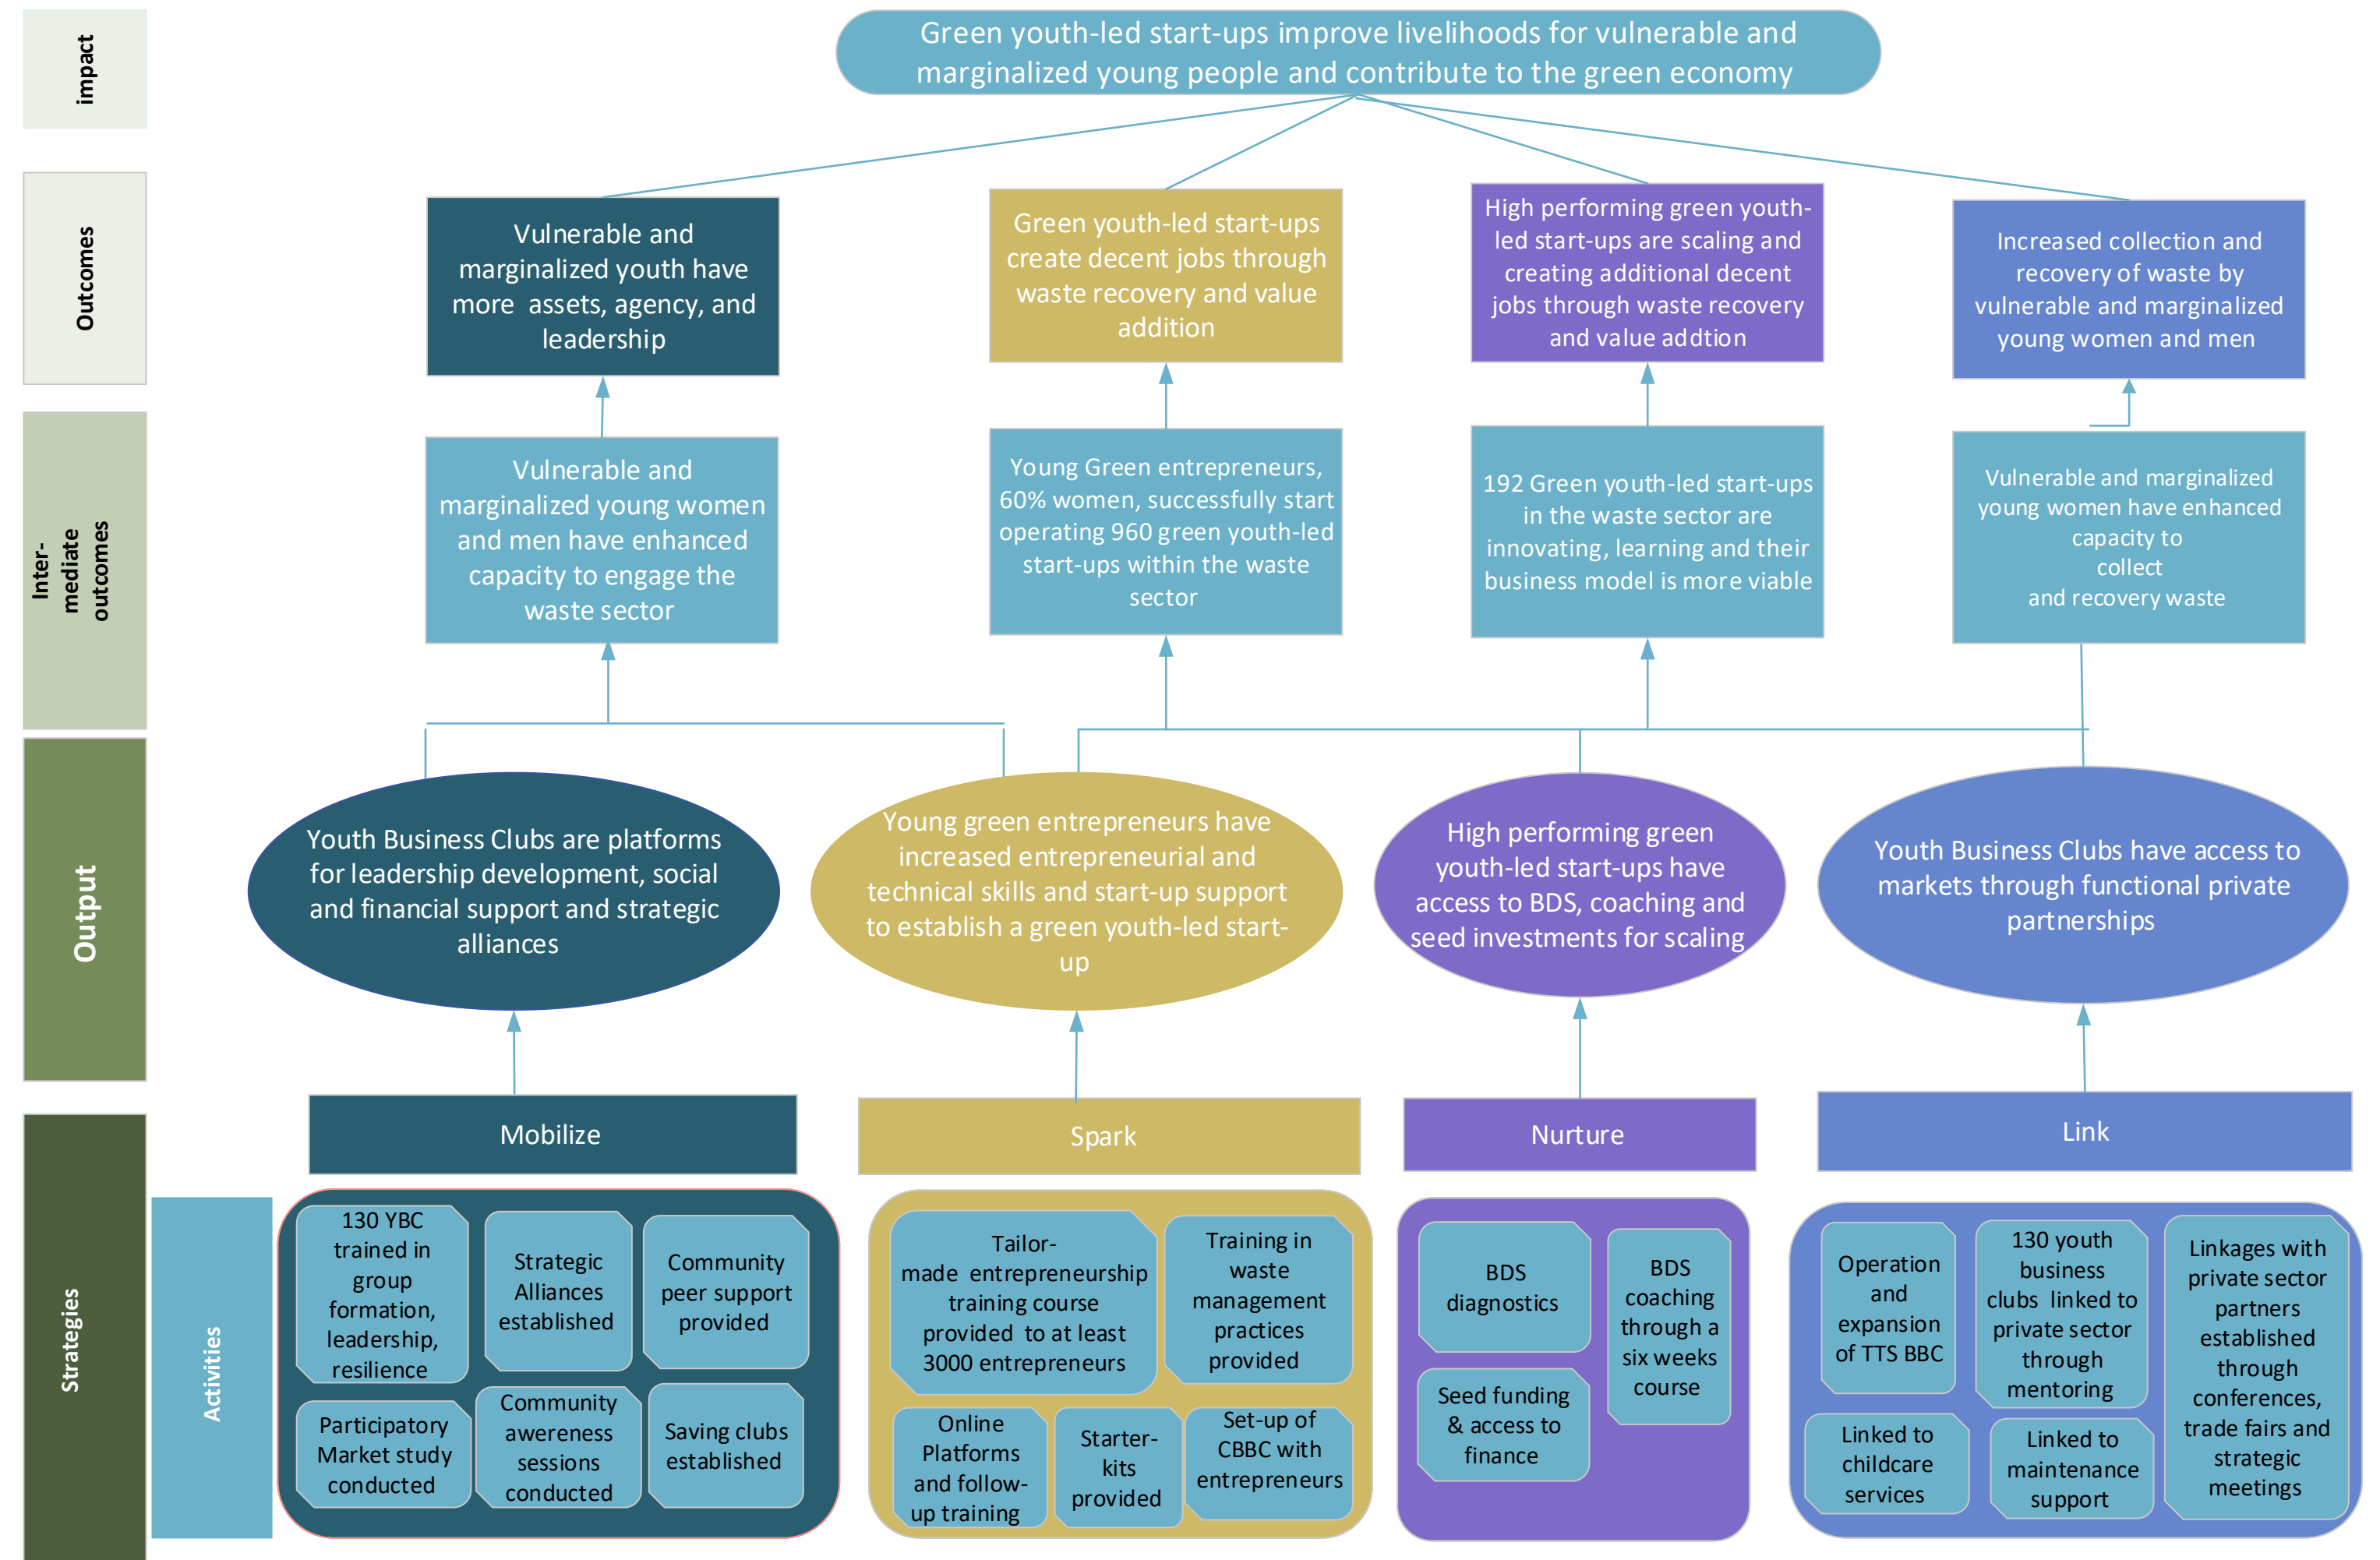 impact
Green youth-led start-ups improve livelihoods for vulnerable and
marginalized young people and contribute to the green economy
Outcomes
Vulnerable and
marginalized youth have
more assets, agency, and
leadership
Green youth-led start-ups
create decent jobs through
waste recovery and value
addition
High performing green youth-
led start-ups are scaling and
creating additional decent
jobs through waste recovery
and value addtion
Increased collection and
recovery of waste by
vulnerable and marginalized
young women and men
Inter-
mediate
outcomes
Vulnerable and
marginalized young women
and men have enhanced
capacity to engage the
waste sector
Young Green entrepreneurs,
60% women, successfully start
operating 960 green youth-led
start-ups within the waste
sector
192 Green youth-led start-ups
in the waste sector are
innovating, learning and their
business model is more viable
Vulnerable and marginalized
young women have enhanced
capacity to
collect
and recovery waste
Output
Youth Business Clubs are platforms
for leadership development, social
and financial support and strategic
alliances
Young green entrepreneurs have
increased entrepreneurial and
technical skills and start-up support
to establish a green youth-led start-
up
High performing green
youth-led start-ups have
access to BDS, coaching and
seed investments for scaling
Youth Business Clubs have access to
markets through functional private
partnerships
Strategies
Mobilize
Spark
Nurture
Link
Activities
130 YBC
trained in
group
formation,
leadership,
resilience
Strategic
Alliances
established
Community
peer support
provided
Participatory
Market study
conducted
Community
awereness
sessions
conducted
Saving clubs
established
Tailor-
made entrepreneurship
training course
provided to at least
3000 entrepreneurs
Training in
waste
management
practices
provided
Online
Platforms
and follow-
up training
Starter-
kits
provided
Set-up of
CBBC with
entrepreneurs
BDS
diagnostics
BDS
coaching
through a
six weeks
course
Seed funding
& access to
finance
Operation
and
expansion
of TTS BBC
130 youth
business
clubs linked to
private sector
through
mentoring
Linkages with
private sector
partners
established
through
conferences,
trade fairs and
strategic
meetings
Linked to
childcare
services
Linked to
maintenance
support